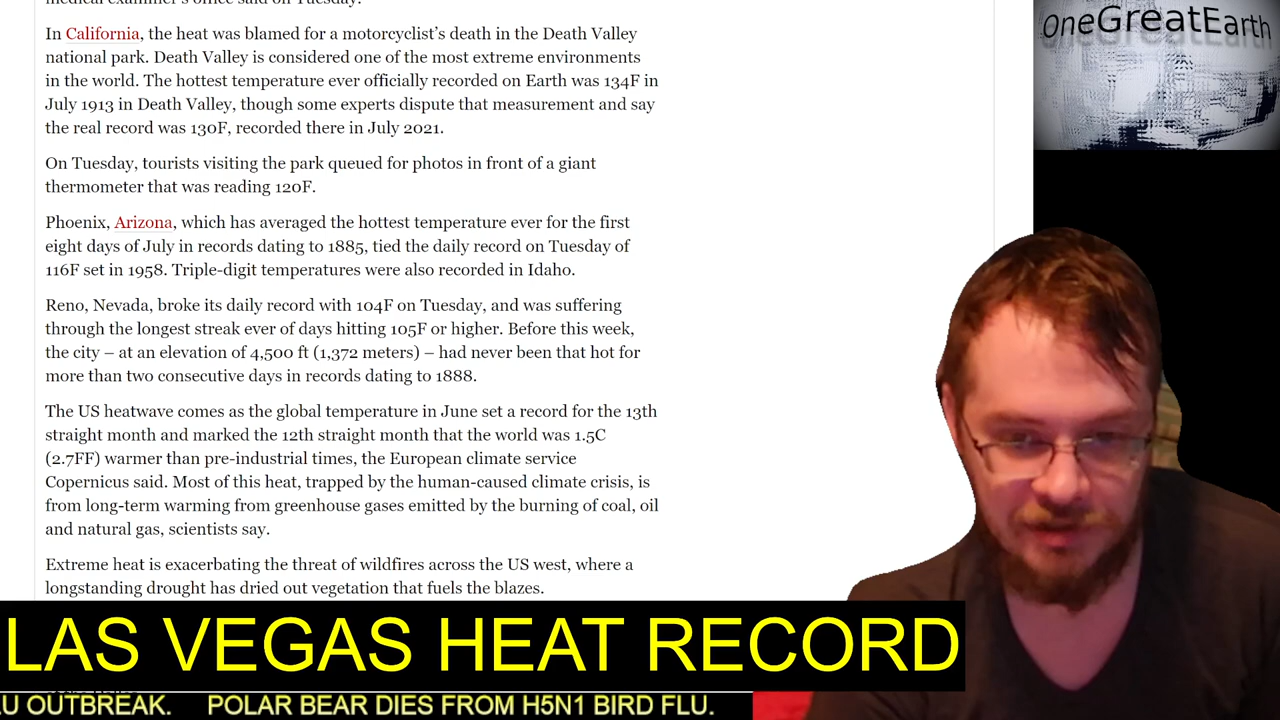 medical examiner's office said on Tuesday.
In California, the heat was blamed for a motorcyclist's death in the Death Valley
national park. Death Valley is considered one of the most extreme environments
in the world. The hottest temperature ever officially recorded on Earth was 134F in
July 1913 in Death Valley, though some experts dispute that measurement and say
the real record was 130F, recorded there in July 2021.
On Tuesday, tourists visiting the park queued for photos in front of a giant
thermometer that was reading 120F.
Phoenix, Arizona, which has averaged the hottest temperature ever for the first
eight days of July in records dating to 1885, tied the daily record on Tuesday of
116F set in 1958. Triple-digit temperatures were also recorded in Idaho.
Reno, Nevada, broke its daily record with 104F on Tuesday, and was suffering
through the longest streak ever of days hitting 105F or higher. Before this week,
the city – at an elevation of 4,500 ft (1,372 meters) – had never been that hot for
more than two consecutive days in records dating to 1888.
The US heatwave comes as the global temperature in June set a record for the 13th
straight month and marked the 12th straight month that the world was 1.5C
(2.7FF) warmer than pre-industrial times, the European climate service
Copernicus said. Most of this heat, trapped by the human-caused climate crisis, is
from long-term warming from greenhouse gases emitted by the burning of coal, oil
and natural gas, scientists say.
Extreme heat is exacerbating the threat of wildfires across the US west, where a
longstanding drought has dried out vegetation that fuels the blazes.
OneGreatEarth
LAS VEGAS HEAT RECORD
LU OUTBREAK. POLAR BEAR DIES FROM H5N1 BIRD FLU.